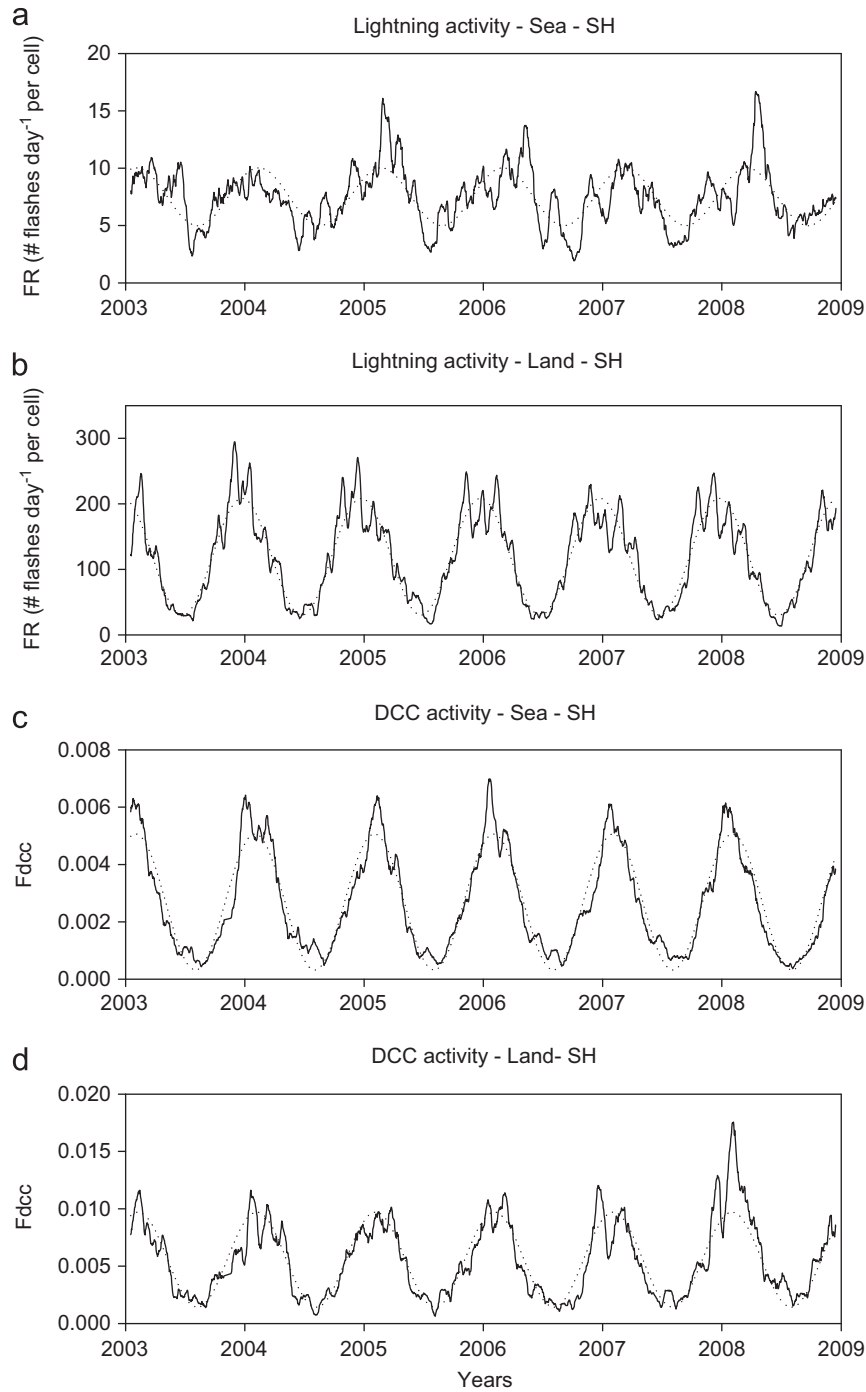 a
Lightning activity - Sea - SH
FR (# flashes day-1 per cell)
20
15
10
5
0
2003 2004 2005 2006 2007 2008 2009
b
Lightning activity - Land - SH
FR (# flashes day-1 per cell)
300
200
100
0
2003 2004 2005 2006 2007 2008 2009
c
DCC activity - Sea - SH
Fdcc
0.008
0.006
0.004
0.002
0.000
2003 2004 2005 2006 2007 2008 2009
d
DCC activity - Land- SH
Fdcc
0.020
0.015
0.010
0.005
0.000
2003 2004 2005 2006 2007 2008 2009
Years